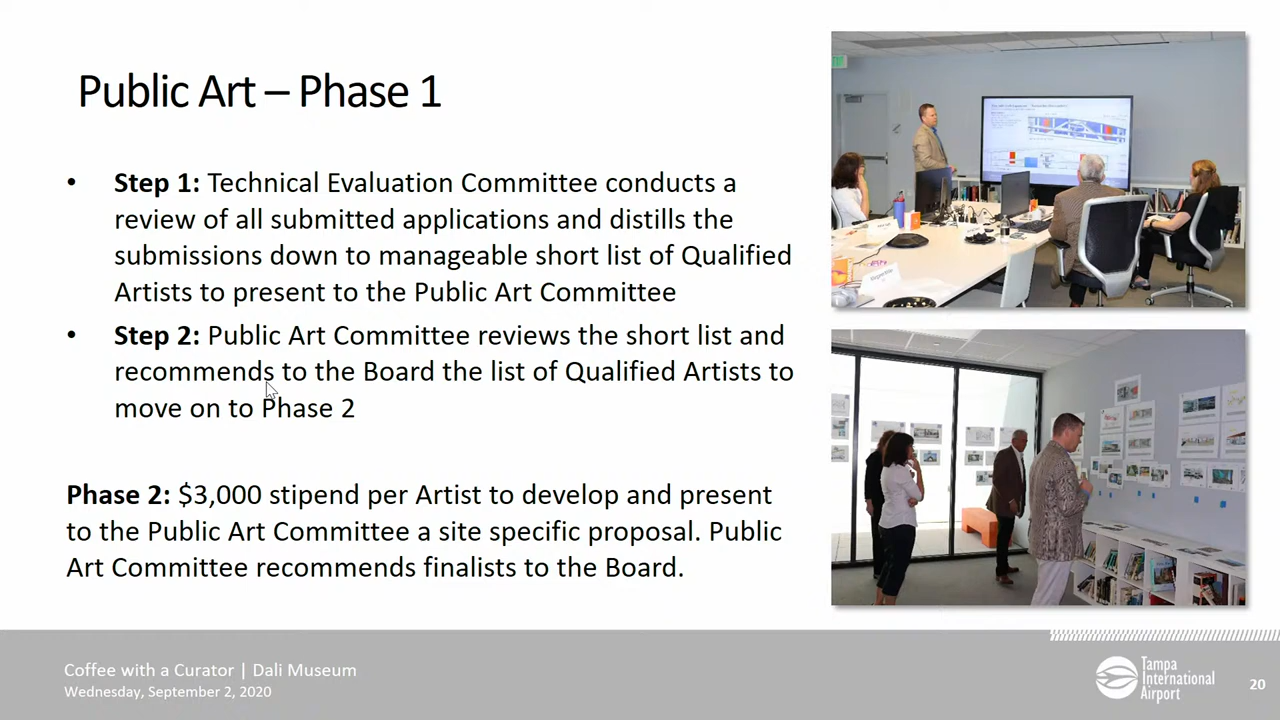 Public Art – Phase 1
• Step 1: Technical Evaluation Committee conducts a
review of all submitted applications and distills the
submissions down to manageable short list of Qualified
Artists to present to the Public Art Committee
• Step 2: Public Art Committee reviews the short list and
recommends to the Board the list of Qualified Artists to
move on to Phase 2
Phase 2: $3,000 stipend per Artist to develop and present
to the Public Art Committee a site specific proposal. Public
Art Committee recommends finalists to the Board.
Coffee with a Curator | Dali Museum
Wednesday, September 2, 2020
Tampa
International
Airport
20